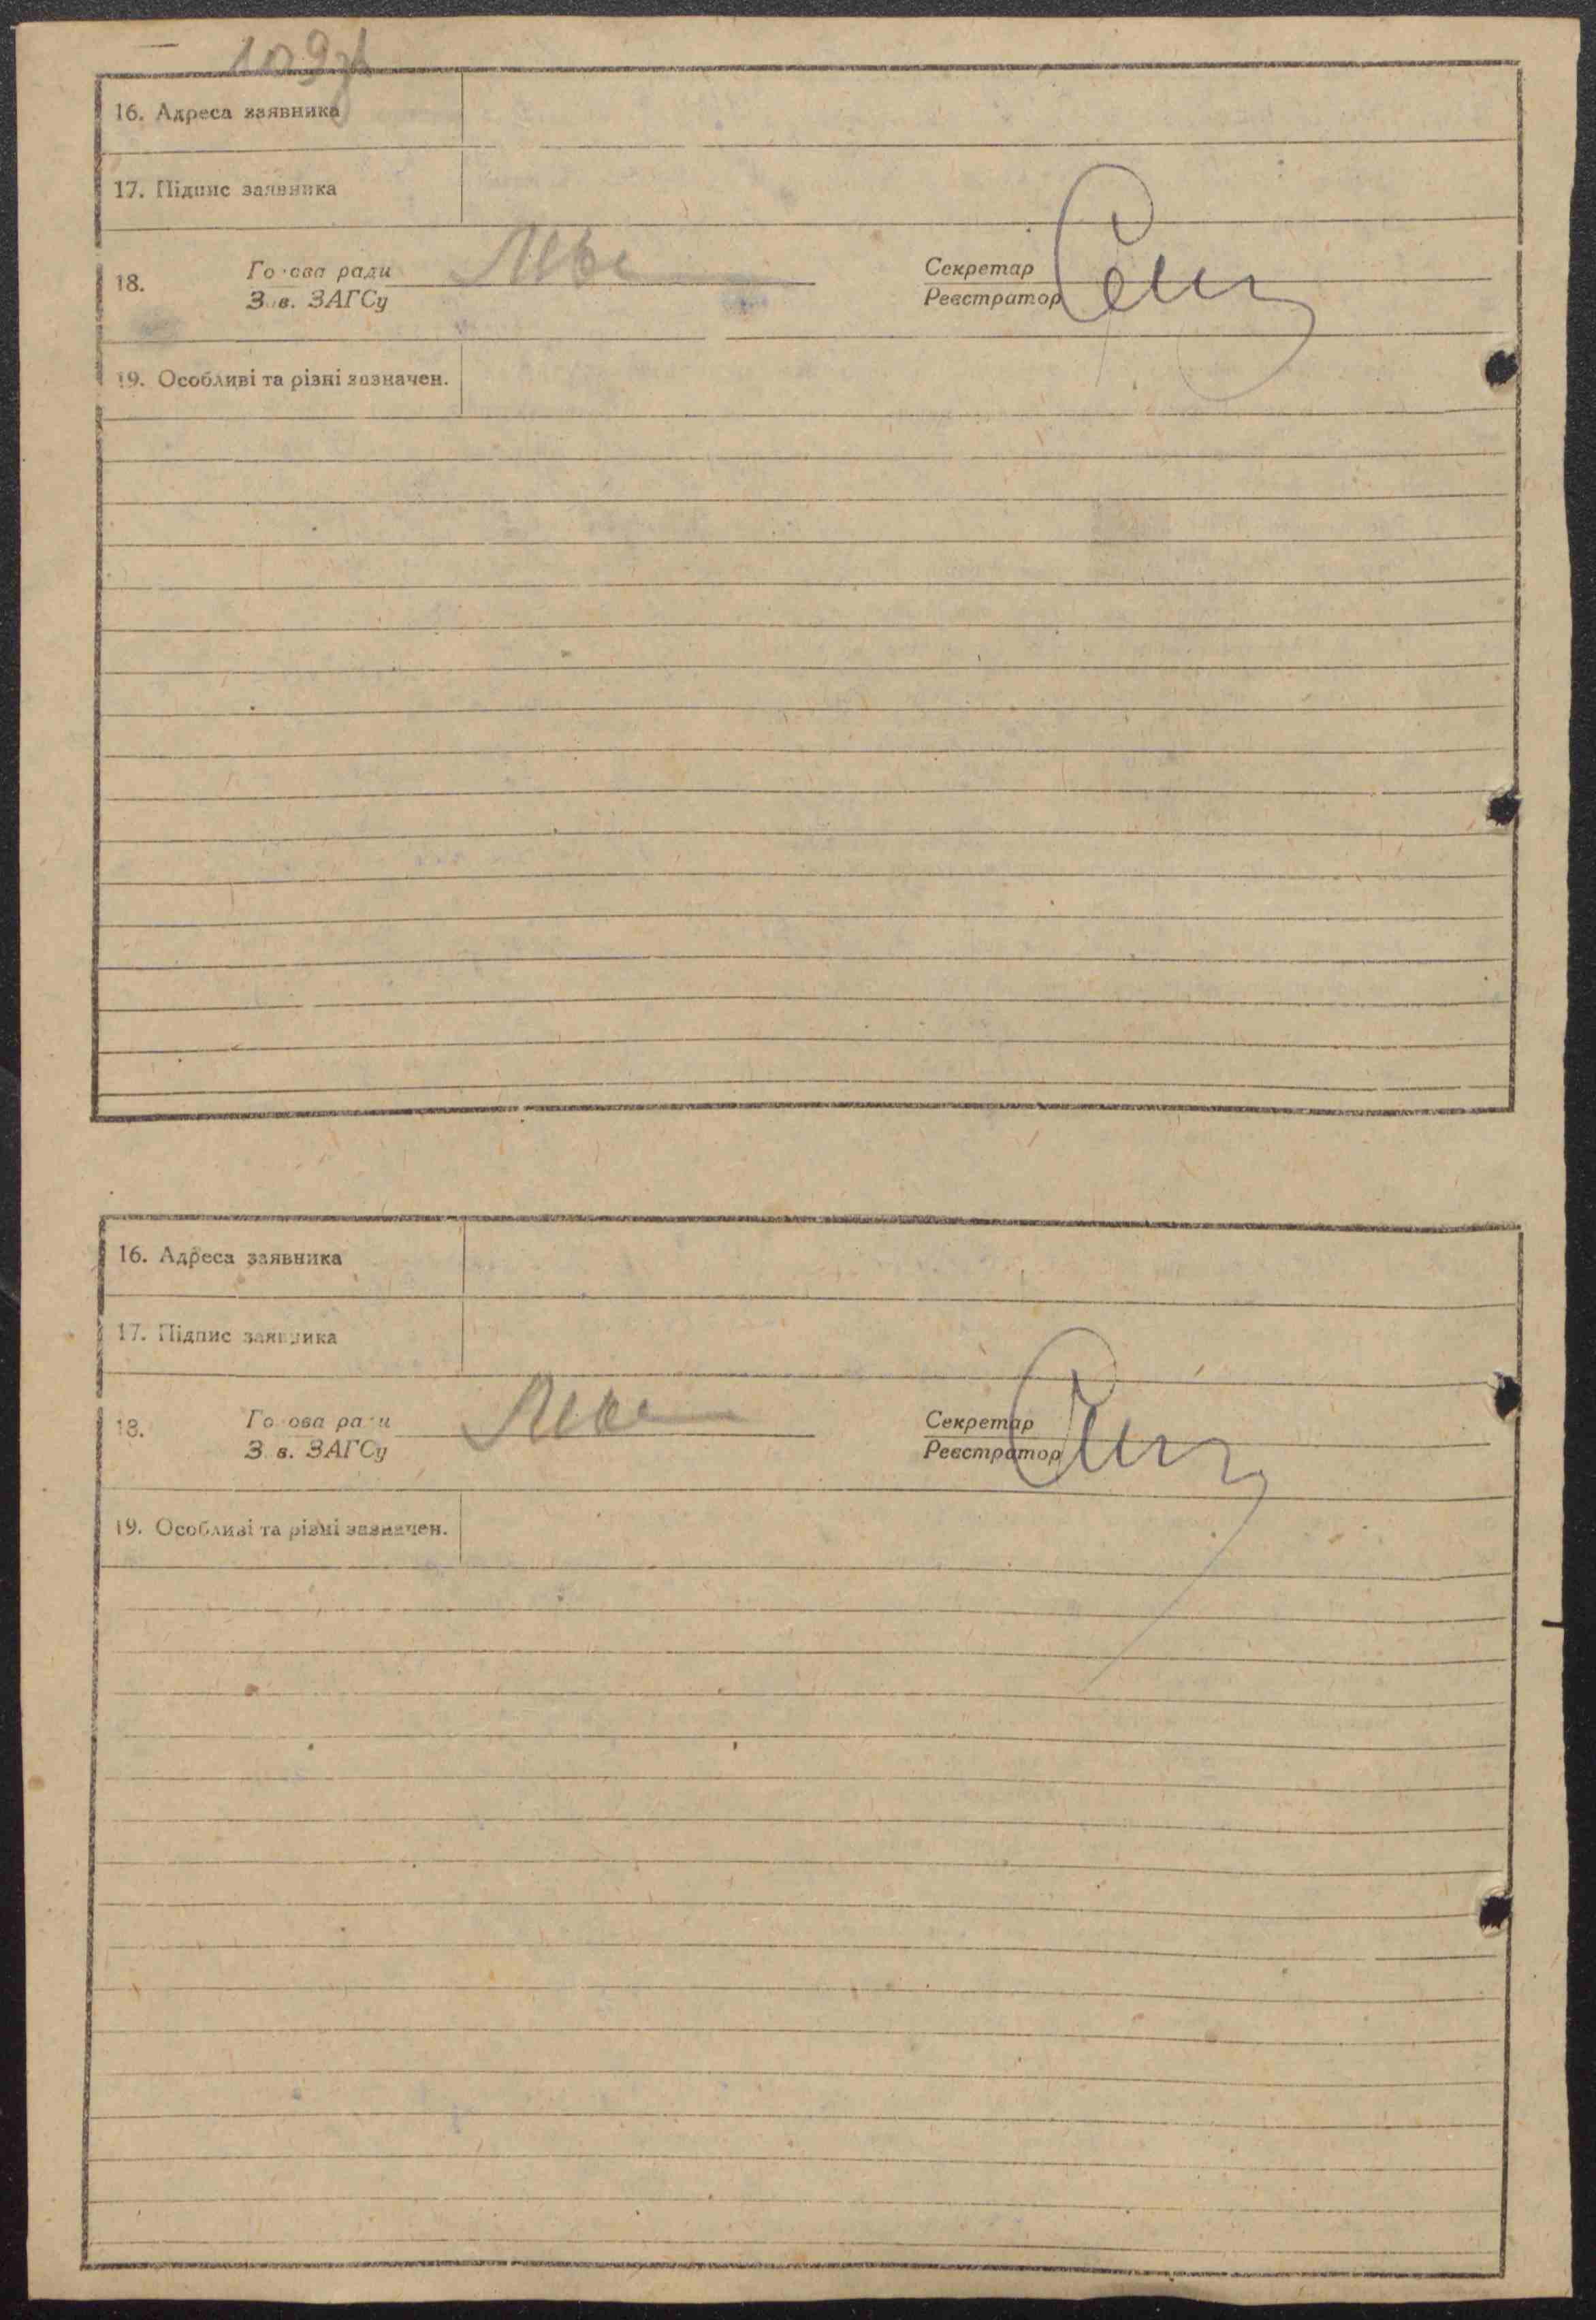 109
16. Адреса заявника
17. Підпис заявника
18. Голова ради Секретар
Зав. ЗАГСу Реєстратор
19. Особливі та різні зазначен.
16. Адреса заявника
17. Підпис заявника
18. Голова ради Секретар
Зав. ЗАГСу Реєстратор
19. Особливі та різні зазначен.